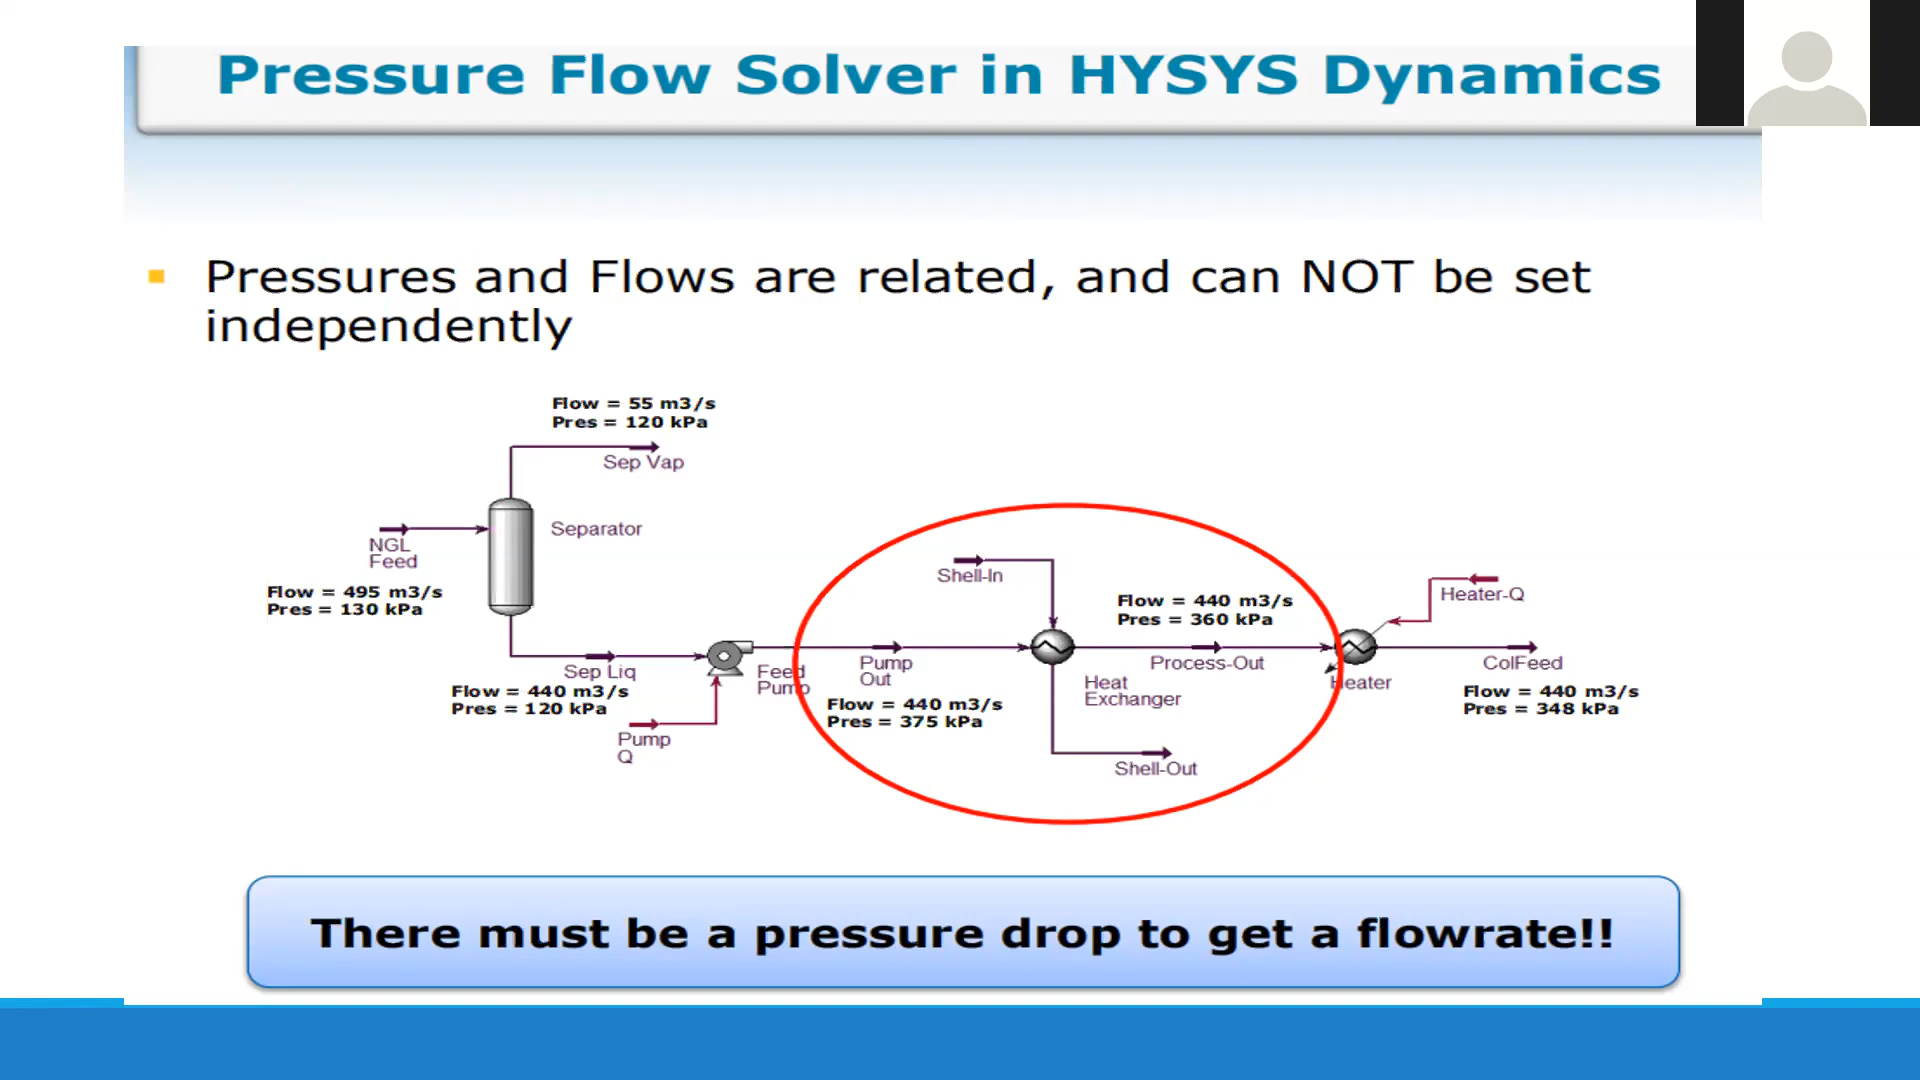 Pressure Flow Solver in HYSYS Dynamics
Pressures and Flows are related, and can NOT be set
independently
Flow = 55 m3/s
Pres = 120 kPa
Sep Vap
Separator
NGL
Feed
Flow = 495 m3/s
Pres = 130 kPa
Sep Liq
Flow = 440 m3/s
Pres = 120 kPa
Pump
Q
Feed
Pump
Pump
Out
Flow = 440 m3/s
Pres = 375 kPa
Shell-In
Heat
Exchanger
Shell-Out
Flow = 440 m3/s
Pres = 360 kPa
Process-Out
Heater
Heater-Q
ColFeed
Flow = 440 m3/s
Pres = 348 kPa
There must be a pressure drop to get a flowrate!!